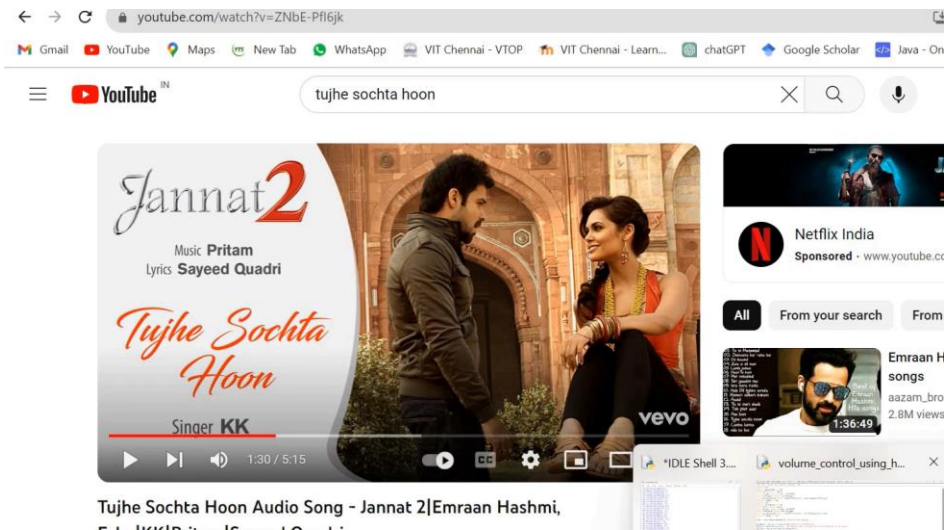 youtube.com/watch?v=ZNbE-PfI6jk
Gmail YouTube Maps New Tab WhatsApp VIT Chennai - VTOP VIT Chennai - Learn... chatGPT Google Scholar Java - On
YouTube IN
tujhe sochta hoon
Jannat 2
Music Pritam
Lyrics Sayeed Quadri
Tujhe Sochta
Hoon
Singer KK
vevo
1:30 / 5:15
CC
Netflix India
Sponsored · www.youtube.co
All From your search From
Emraan H
songs
aazam_bro
2.8M views
1:36:49
*IDLE Shell 3.... volume_control_using_h...
Tujhe Sochta Hoon Audio Song - Jannat 2|Emraan Hashmi,